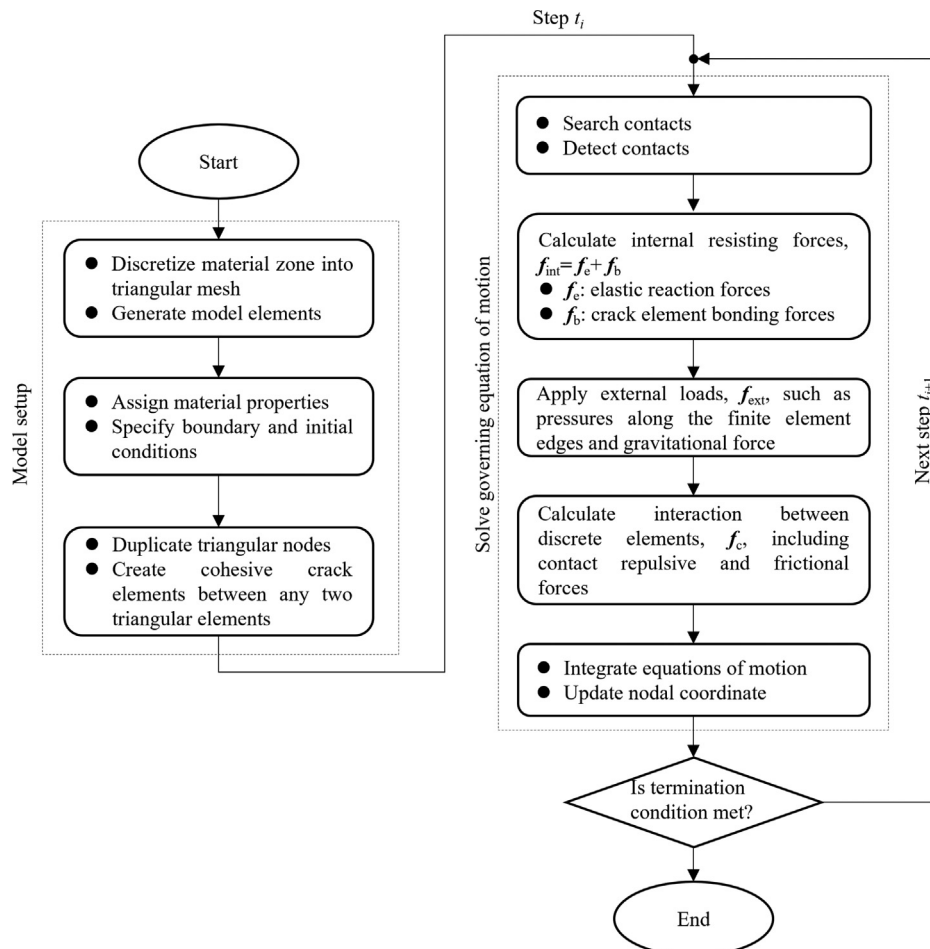 Start
Model setup
● Discretize material zone into
triangular mesh
● Generate model elements
● Assign material properties
● Specify boundary and initial
conditions
● Duplicate triangular nodes
● Create cohesive crack
elements between any two
triangular elements
Step tᵢ
Solve governing equation of motion
● Search contacts
● Detect contacts
Calculate internal resisting forces,
f_int= f_e+ f_b
● f_e: elastic reaction forces
● f_b: crack element bonding forces
Apply external loads, f_ext, such as
pressures along the finite element
edges and gravitational force
Calculate interaction between
discrete elements, f_c, including
contact repulsive and frictional
forces
● Integrate equations of motion
● Update nodal coordinate
Is termination
condition met?
Next step tᵢ₊₁
End